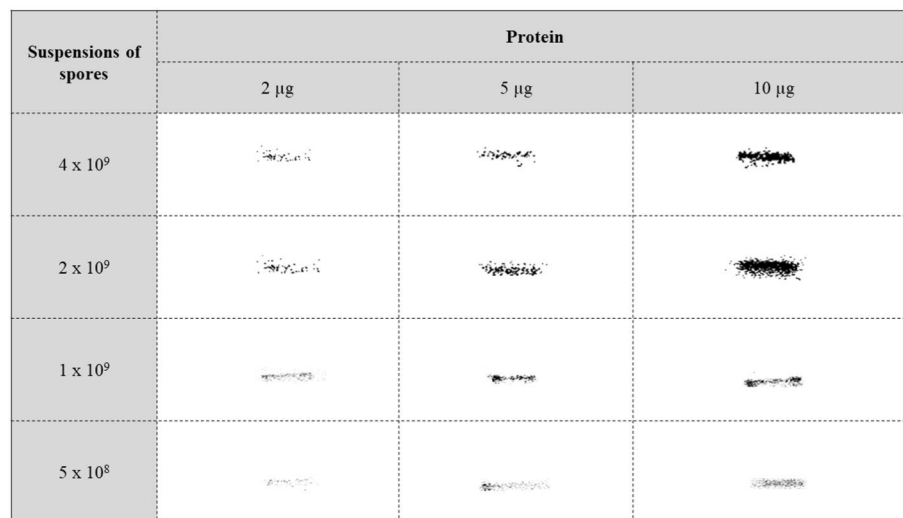 Suspensions of
spores
Protein
2 µg
5 µg
10 µg
4 x 10⁹
2 x 10⁹
1 x 10⁹
5 x 10⁸